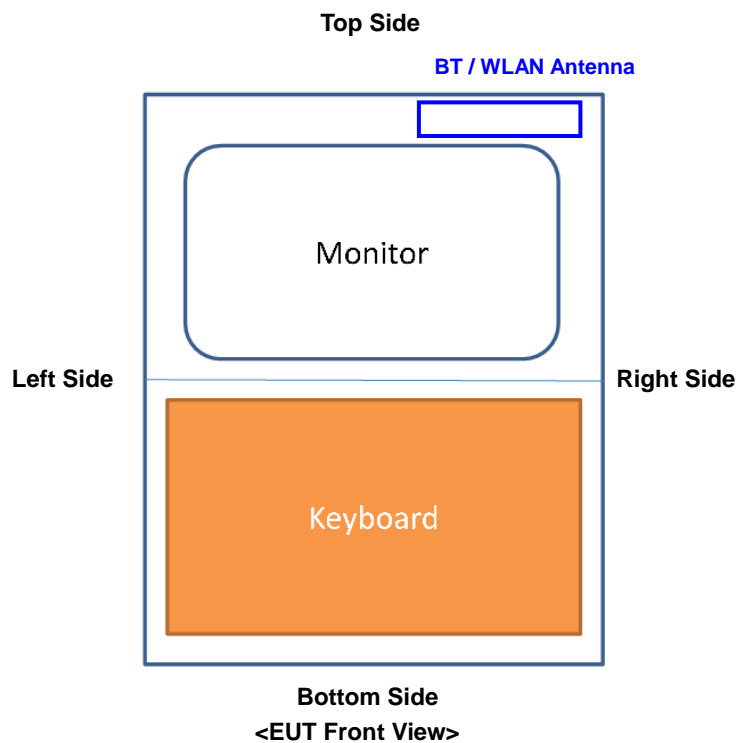 Top Side
BT / WLAN Antenna
Monitor
Left Side
Right Side
Keyboard
Bottom Side
<EUT Front View>